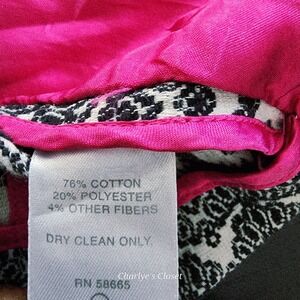 76% COTTON
20% POLYESTER
4% OTHER FIBERS
DRY CLEAN ONLY.
RN 58665
Charlye's Closet